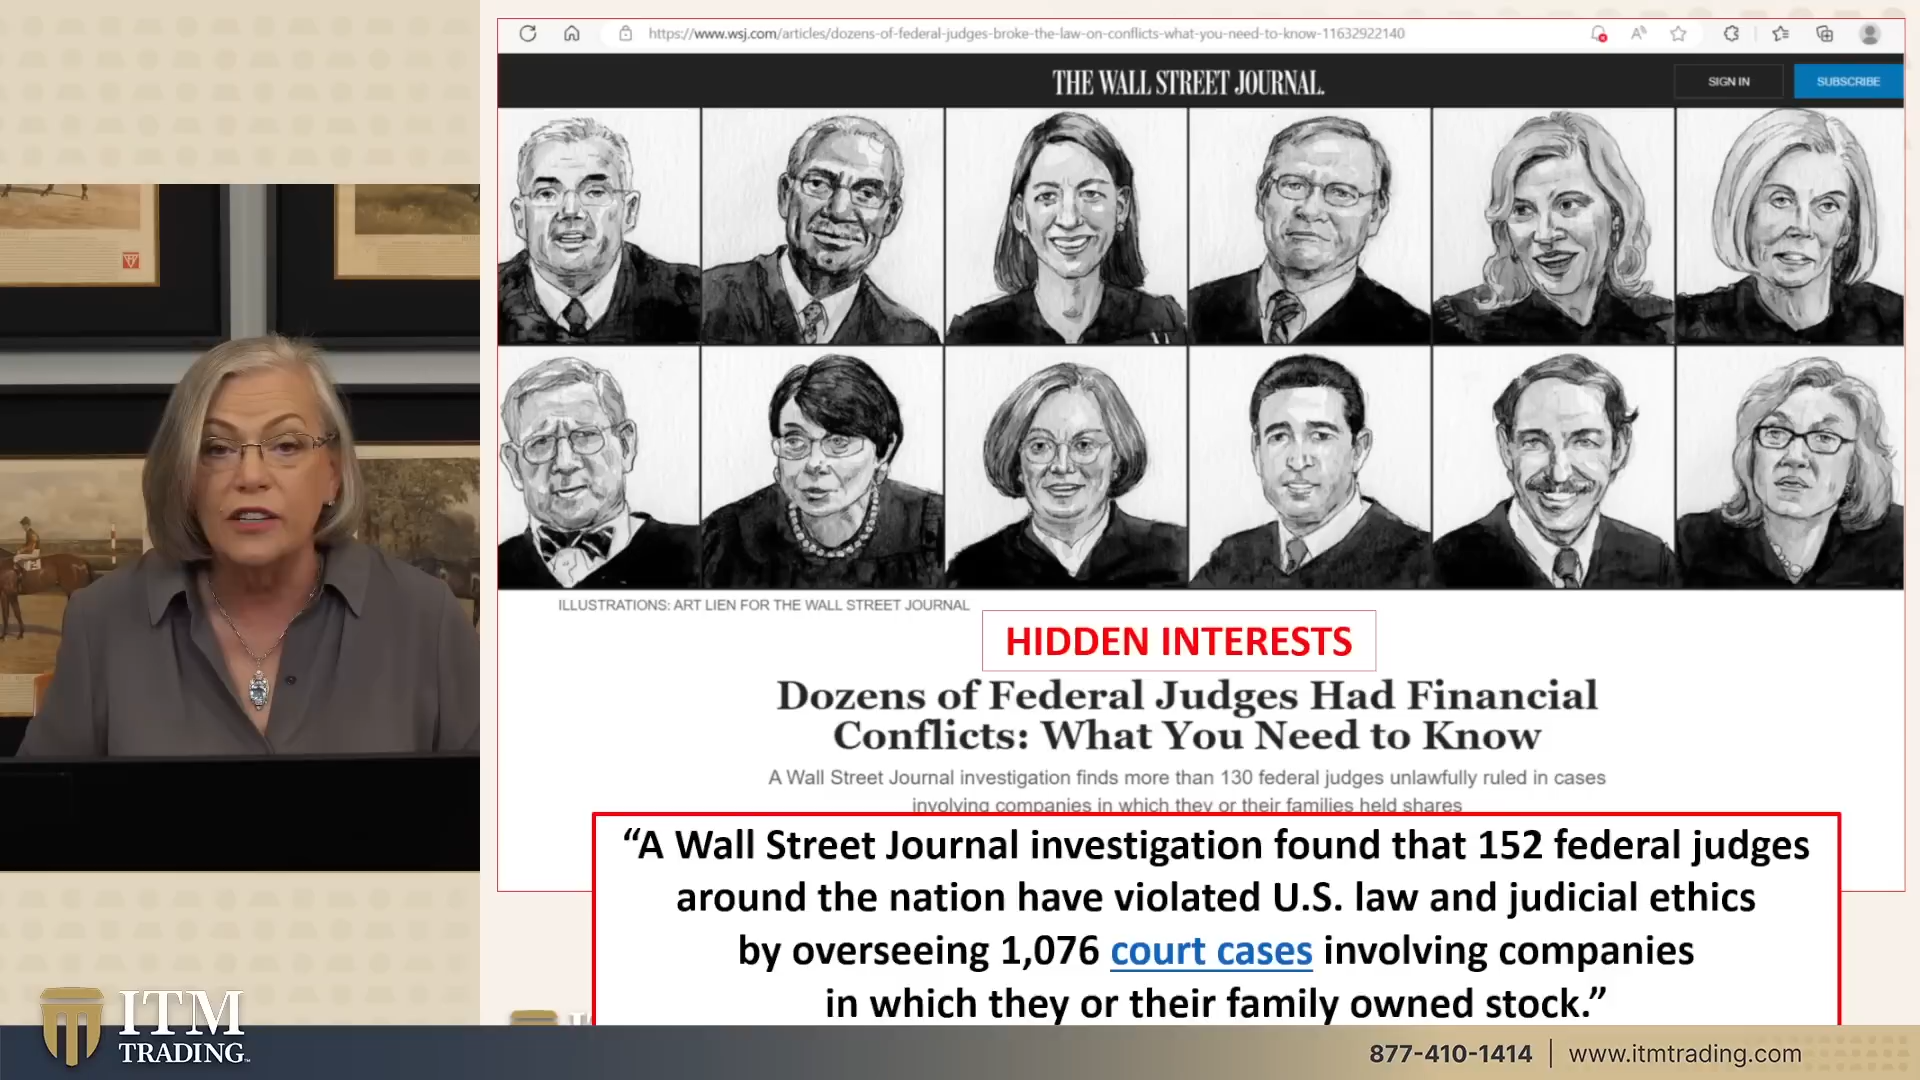 https://www.wsj.com/articles/dozens-of-federal-judges-broke-the-law-on-conflicts-what-you-need-to-know-11632922140
THE WALL STREET JOURNAL.
SIGN IN
SUBSCRIBE
ILLUSTRATIONS: ART LIEN FOR THE WALL STREET JOURNAL
HIDDEN INTERESTS
Dozens of Federal Judges Had Financial
Conflicts: What You Need to Know
A Wall Street Journal investigation finds more than 130 federal judges unlawfully ruled in cases
involving companies in which they or their families held shares
“A Wall Street Journal investigation found that 152 federal judges
around the nation have violated U.S. law and judicial ethics
by overseeing 1,076 court cases involving companies
in which they or their family owned stock.”
ITM
TRADING
877-410-1414 | www.itmtrading.com